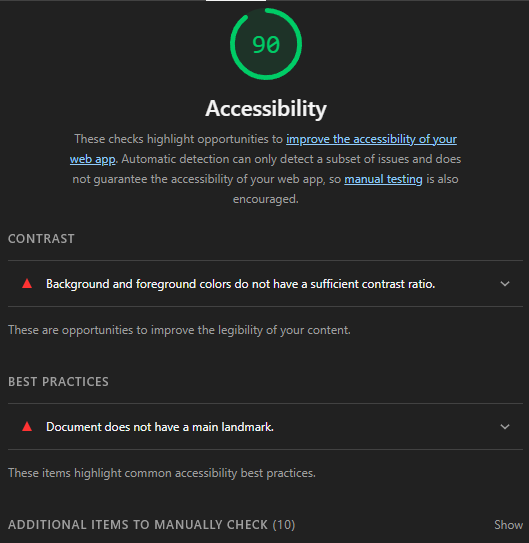 90
Accessibility
These checks highlight opportunities to improve the accessibility of your
web app. Automatic detection can only detect a subset of issues and does
not guarantee the accessibility of your web app, so manual testing is also
encouraged.
CONTRAST
Background and foreground colors do not have a sufficient contrast ratio.
These are opportunities to improve the legibility of your content.
BEST PRACTICES
Document does not have a main landmark.
These items highlight common accessibility best practices.
ADDITIONAL ITEMS TO MANUALLY CHECK (10) Show